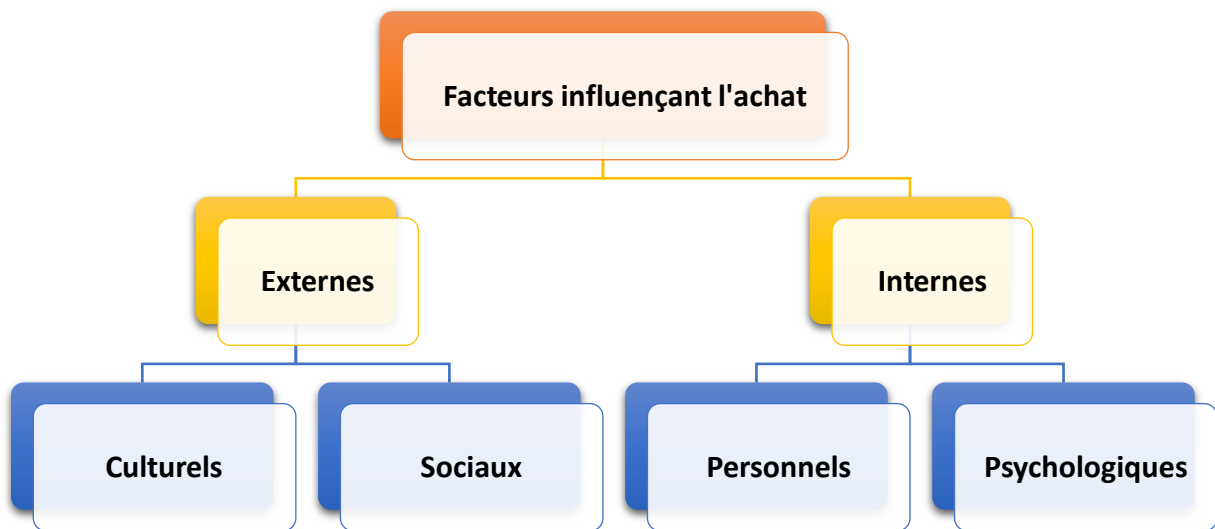 Facteurs influençant l'achat
Externes
Internes
Culturels
Sociaux
Personnels
Psychologiques